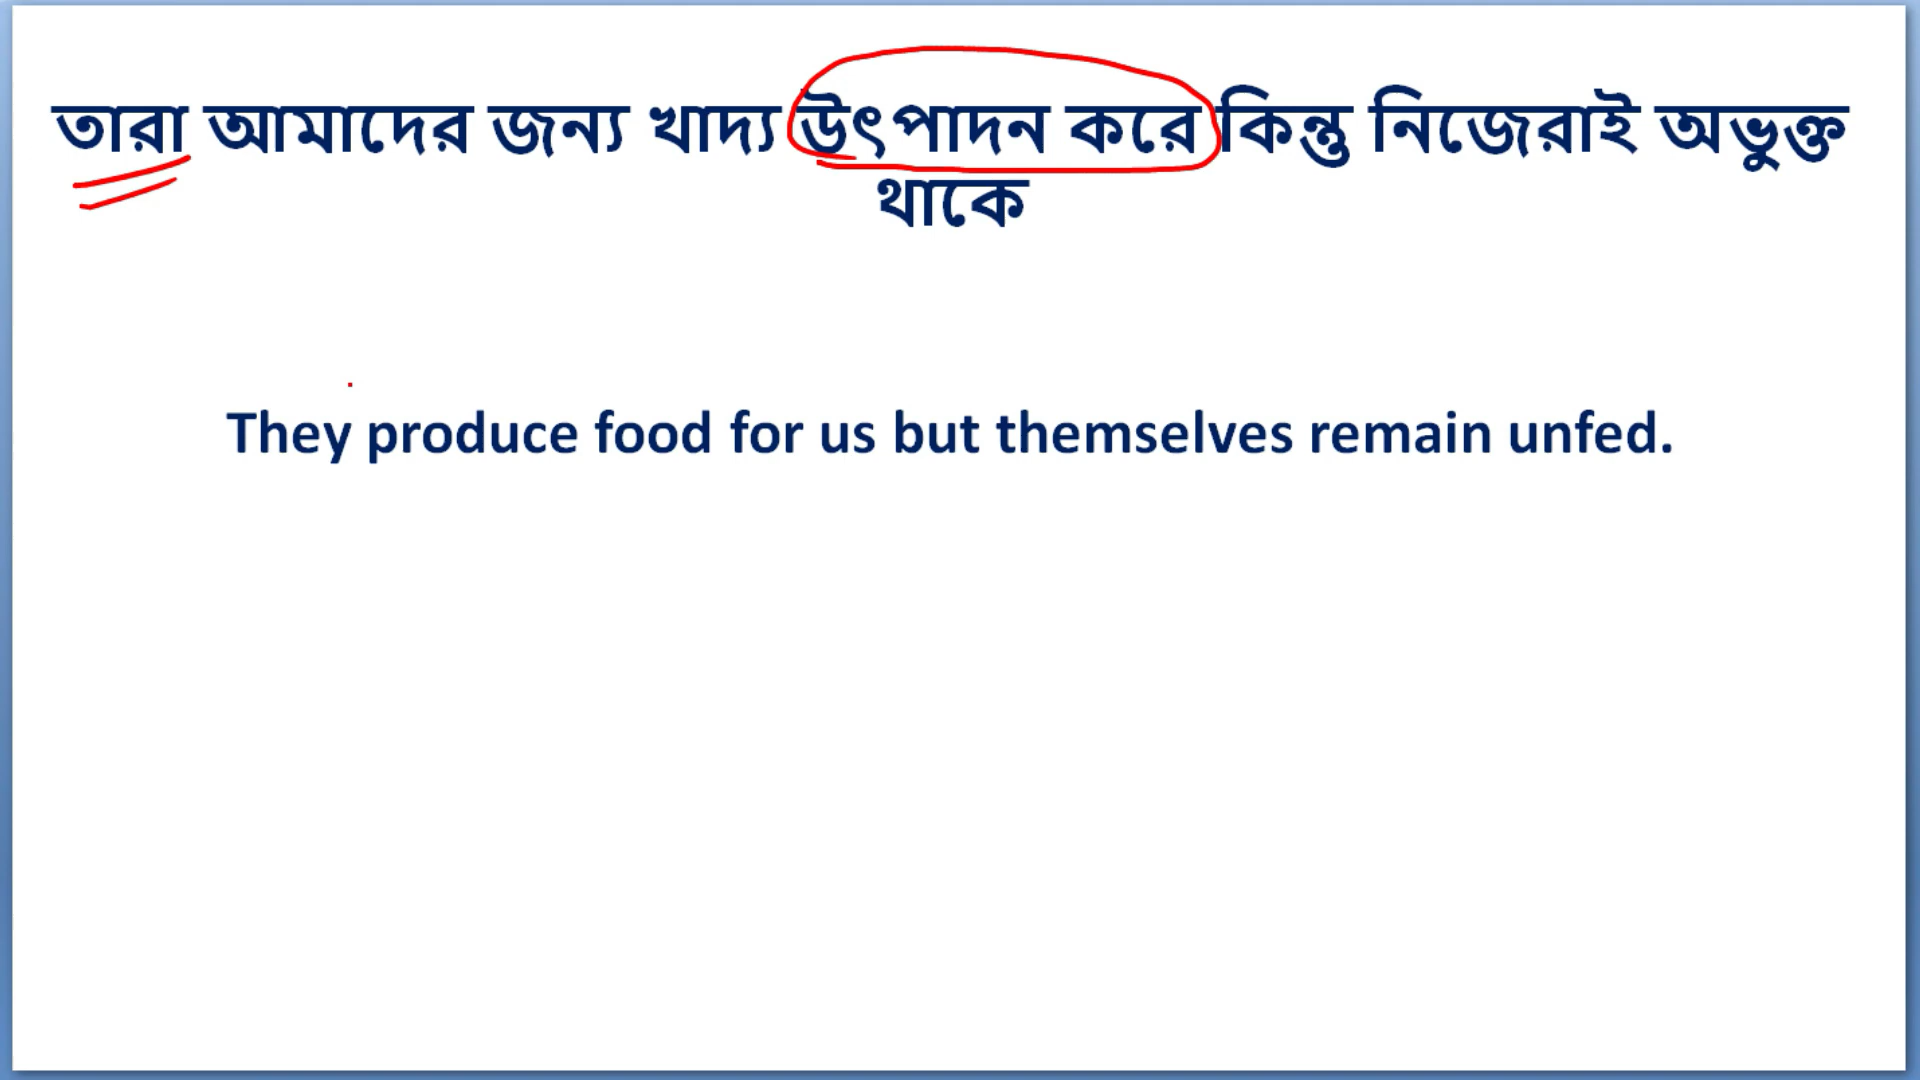 তারা আমাদের জন্য খাদ্য উৎপাদন করে কিন্তু নিজেরাই অভুক্ত
থাকে
They produce food for us but themselves remain unfed.